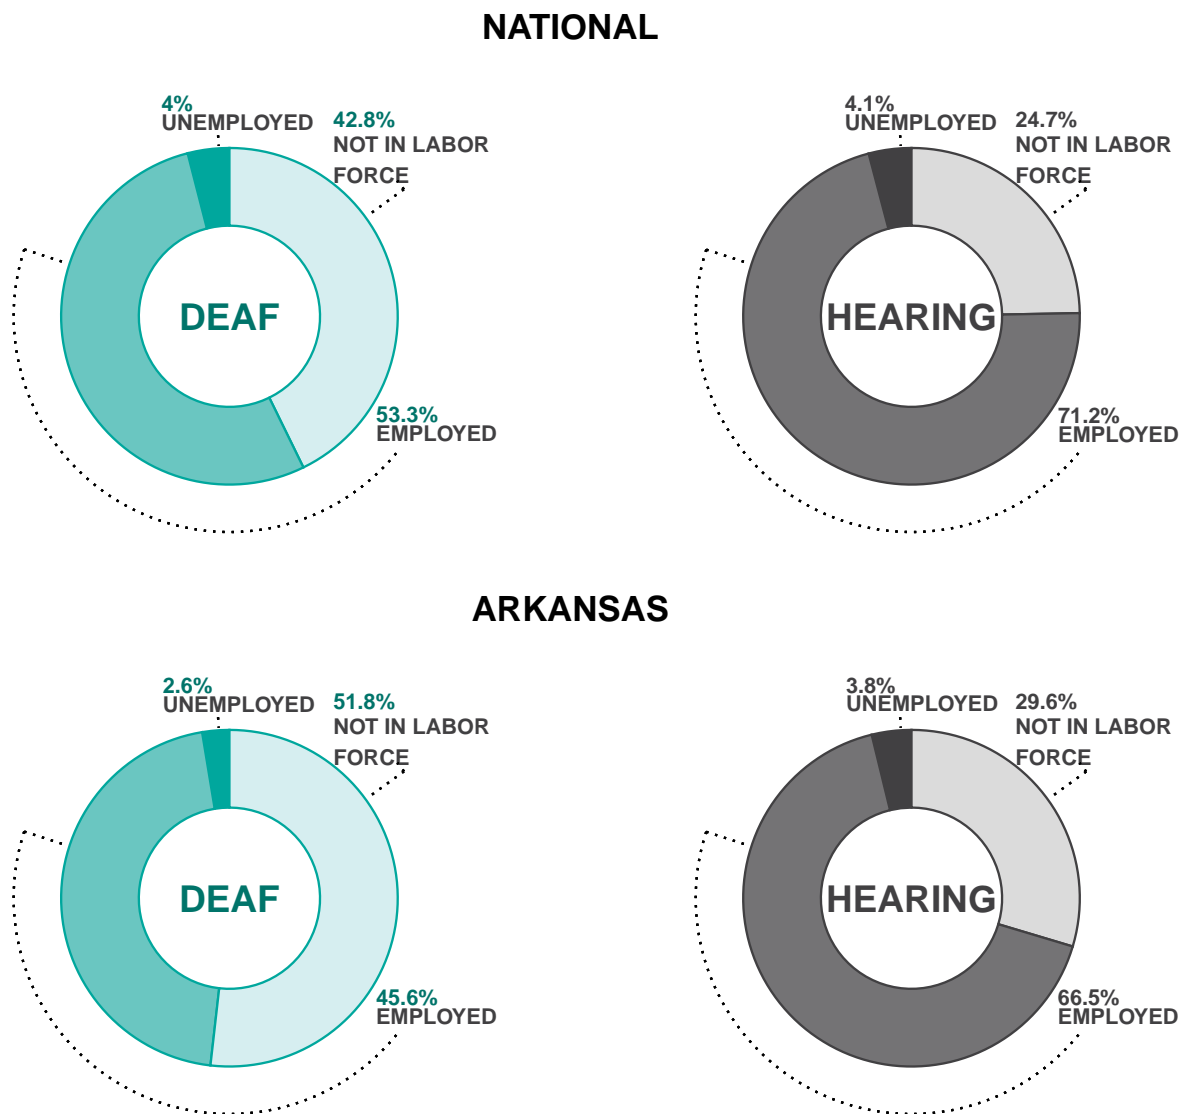 NATIONAL
4%
UNEMPLOYED
42.8%
NOT IN LABOR
FORCE
DEAF
53.3%
EMPLOYED
4.1%
UNEMPLOYED
24.7%
NOT IN LABOR
FORCE
HEARING
71.2%
EMPLOYED
ARKANSAS
2.6%
UNEMPLOYED
51.8%
NOT IN LABOR
FORCE
DEAF
45.6%
EMPLOYED
3.8%
UNEMPLOYED
29.6%
NOT IN LABOR
FORCE
HEARING
66.5%
EMPLOYED